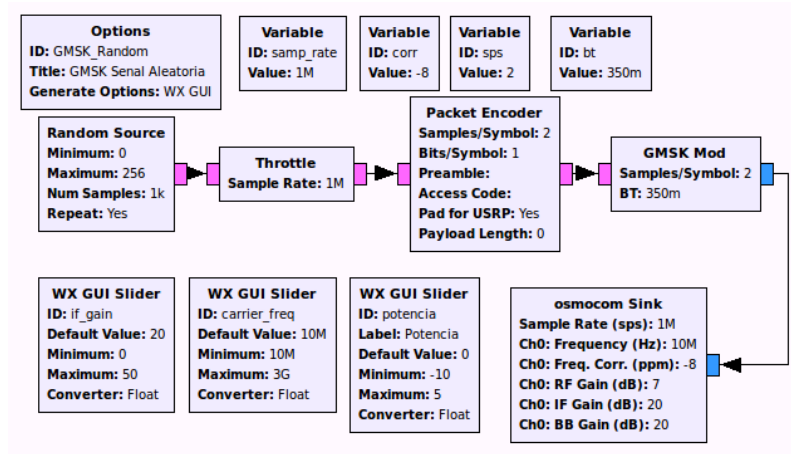 Options
ID: GMSK_Random
Title: GMSK Senal Aleatoria
Generate Options: WX GUI
Variable
ID: samp_rate
Value: 1M
Variable
ID: corr
Value: -8
Variable
ID: sps
Value: 2
Variable
ID: bt
Value: 350m
Random Source
Minimum: 0
Maximum: 256
Num Samples: 1k
Repeat: Yes
Throttle
Sample Rate: 1M
Packet Encoder
Samples/Symbol: 2
Bits/Symbol: 1
Preamble:
Access Code:
Pad for USRP: Yes
Payload Length: 0
GMSK Mod
Samples/Symbol: 2
BT: 350m
WX GUI Slider
ID: if_gain
Default Value: 20
Minimum: 0
Maximum: 50
Converter: Float
WX GUI Slider
ID: carrier_freq
Default Value: 10M
Minimum: 10M
Maximum: 3G
Converter: Float
WX GUI Slider
ID: potencia
Label: Potencia
Default Value: 0
Minimum: -10
Maximum: 5
Converter: Float
osmocom Sink
Sample Rate (sps): 1M
Ch0: Frequency (Hz): 10M
Ch0: Freq. Corr. (ppm): -8
Ch0: RF Gain (dB): 7
Ch0: IF Gain (dB): 20
Ch0: BB Gain (dB): 20